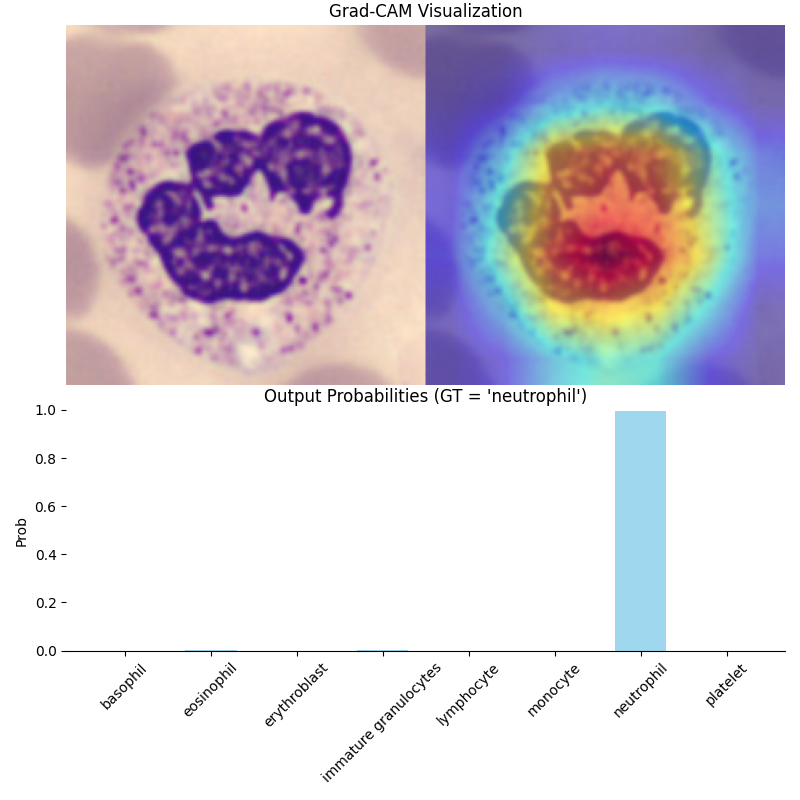 Grad-CAM Visualization
Output Probabilities (GT = 'neutrophil')
1.0
0.8
0.6
0.4
0.2
0.0
Prob
basophil
eosinophil
erythroblast
immature granulocytes
lymphocyte
monocyte
neutrophil
platelet